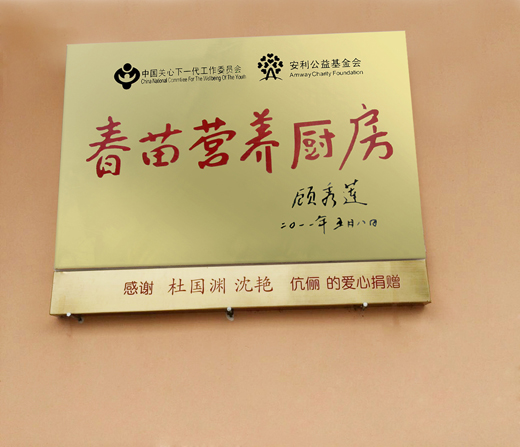 中国关心下一代工作委员会
China National Committee For The Wellbeing Of The Youth
安利公益基金会
Amway Charity Foundation
春苗营养厨房
顾秀莲
二〇一一年五月八日
感谢 杜国渊 沈艳 伉俪 的爱心捐赠